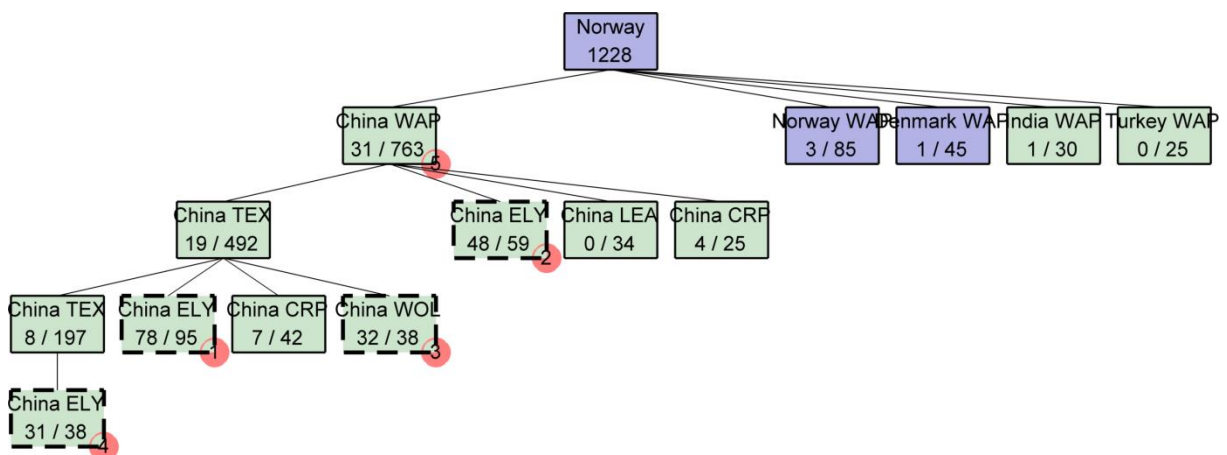 Norway
1228
China WAP
31 / 763
5
Norway WAP
3 / 85
Denmark WAP
1 / 45
India WAP
1 / 30
Turkey WAP
0 / 25
China TEX
19 / 492
China ELY
48 / 59
2
China LEA
0 / 34
China CRP
4 / 25
China TEX
8 / 197
China ELY
78 / 95
1
China CRP
7 / 42
China WOL
32 / 38
3
China ELY
31 / 38
4